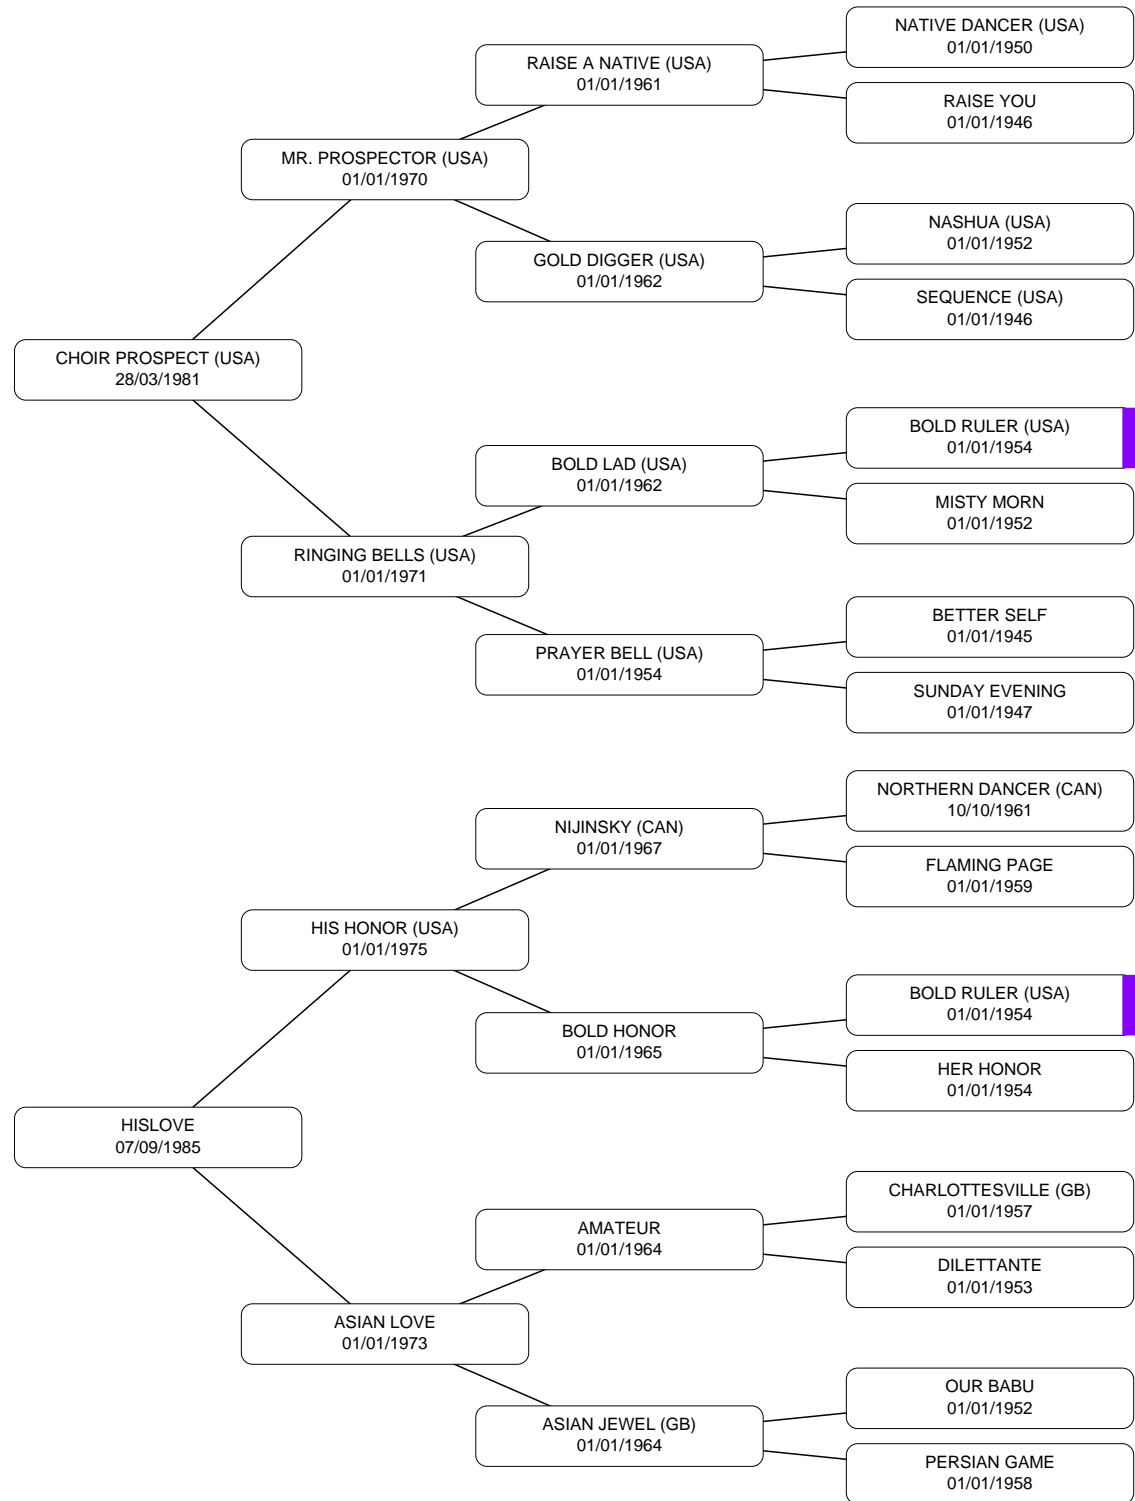 NATIVE DANCER (USA)
01/01/1950
RAISE A NATIVE (USA)
01/01/1961
RAISE YOU
01/01/1946
MR. PROSPECTOR (USA)
01/01/1970
NASHUA (USA)
01/01/1952
GOLD DIGGER (USA)
01/01/1962
SEQUENCE (USA)
01/01/1946
CHOIR PROSPECT (USA)
28/03/1981
BOLD RULER (USA)
01/01/1954
BOLD LAD (USA)
01/01/1962
MISTY MORN
01/01/1952
RINGING BELLS (USA)
01/01/1971
BETTER SELF
01/01/1945
PRAYER BELL (USA)
01/01/1954
SUNDAY EVENING
01/01/1947
NORTHERN DANCER (CAN)
10/10/1961
NIJINSKY (CAN)
01/01/1967
FLAMING PAGE
01/01/1959
HIS HONOR (USA)
01/01/1975
BOLD RULER (USA)
01/01/1954
BOLD HONOR
01/01/1965
HER HONOR
01/01/1954
HISLOVE
07/09/1985
CHARLOTTESVILLE (GB)
01/01/1957
AMATEUR
01/01/1964
DILETTANTE
01/01/1953
ASIAN LOVE
01/01/1973
OUR BABU
01/01/1952
ASIAN JEWEL (GB)
01/01/1964
PERSIAN GAME
01/01/1958